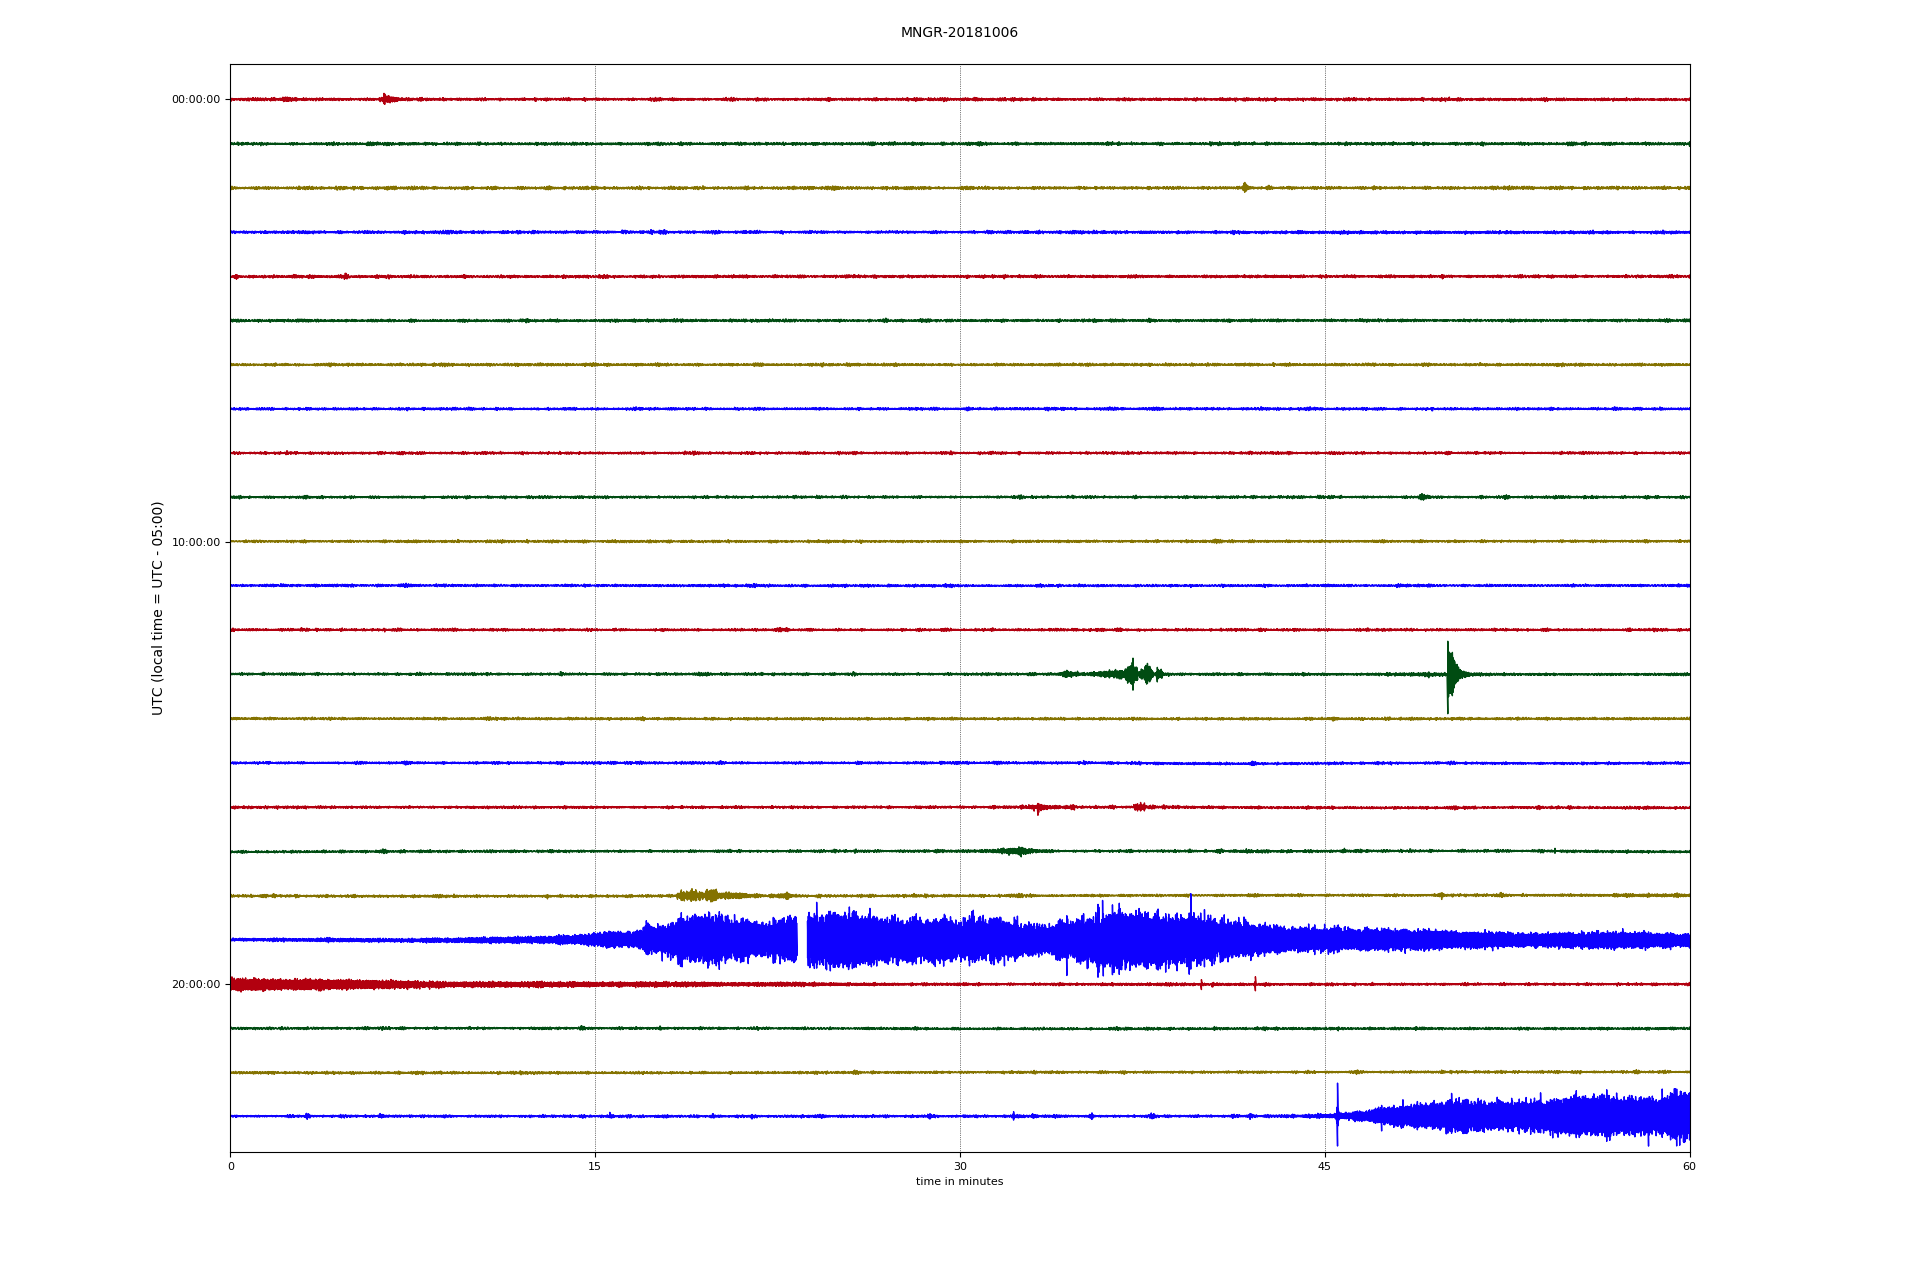 MNGR-20181006
00:00:00
10:00:00
20:00:00
UTC (local time = UTC - 05:00)
0 15 30 45 60
time in minutes